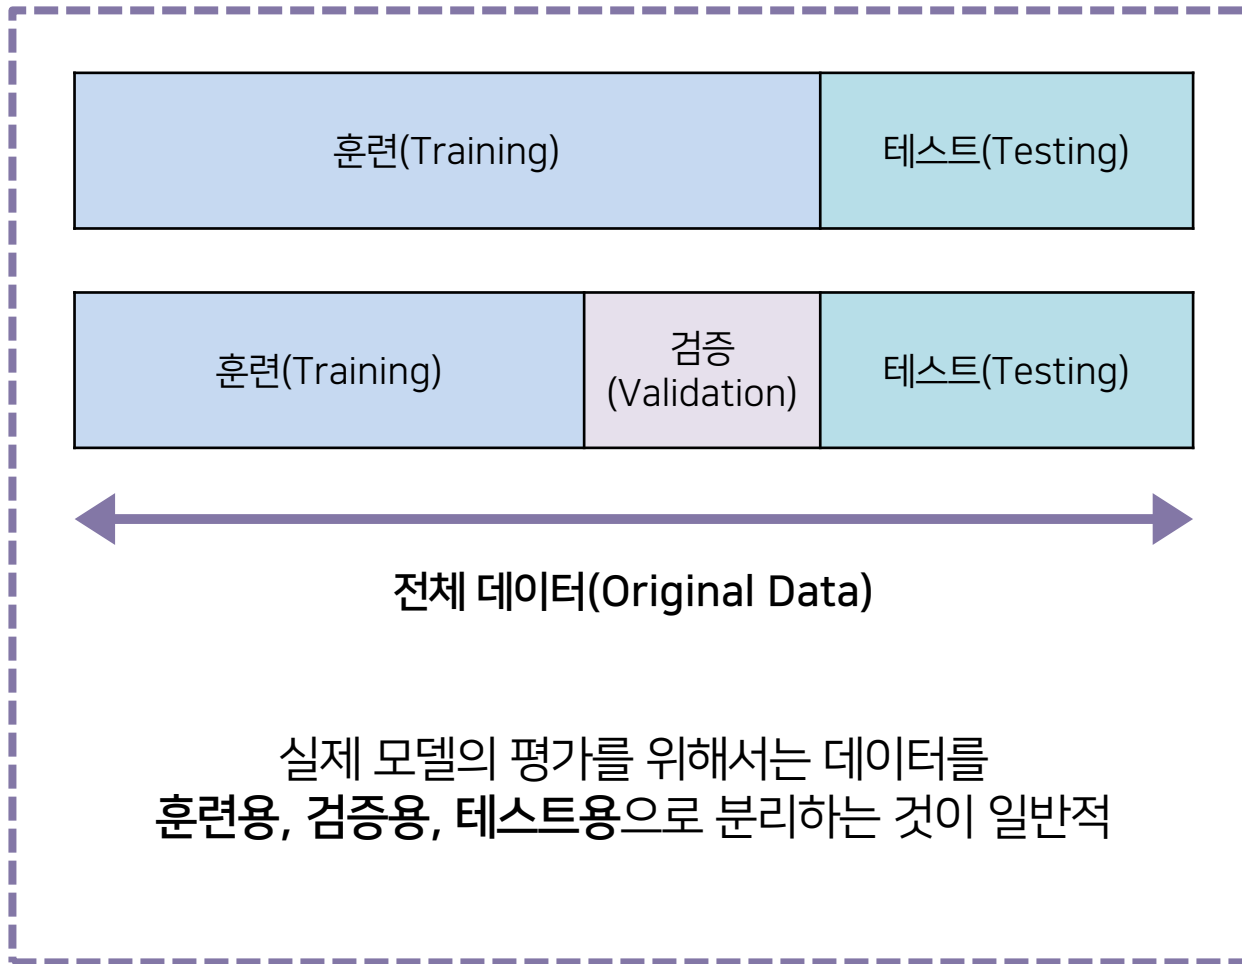 훈련(Training)
테스트(Testing)
훈련(Training)
검증
(Validation)
테스트(Testing)
전체 데이터(Original Data)
실제 모델의 평가를 위해서는 데이터를
훈련용, 검증용, 테스트용으로 분리하는 것이 일반적